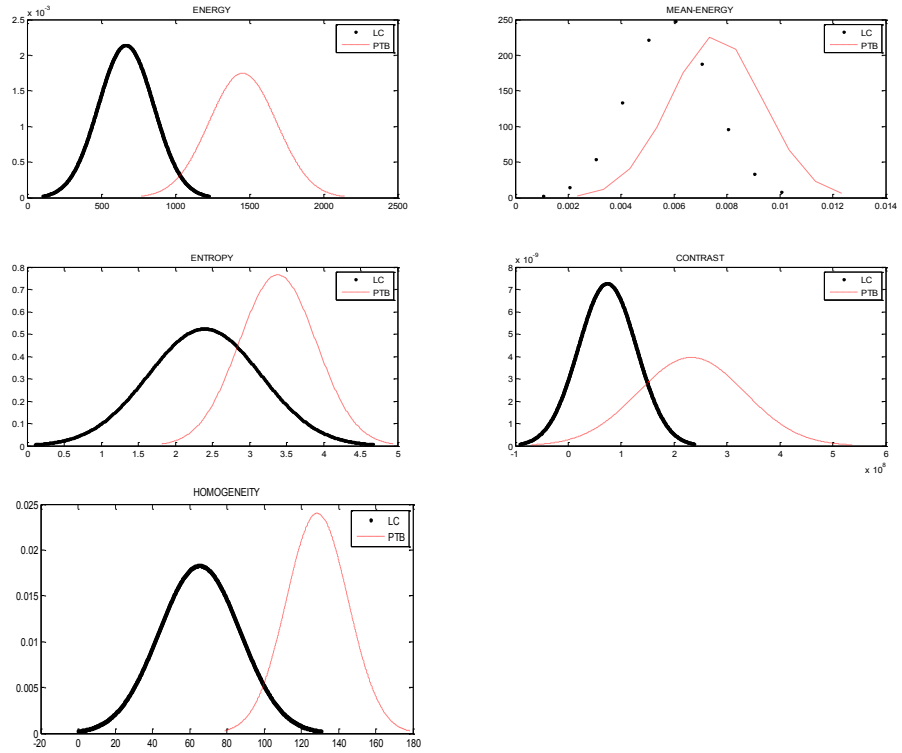 ENERGY
x 10⁻³
2.5
2
1.5
1
0.5
0
0 500 1000 1500 2000 2500
LC
PTB
MEAN-ENERGY
250
200
150
100
50
0
0 0.002 0.004 0.006 0.008 0.01 0.012 0.014
LC
PTB
ENTROPY
0.8
0.7
0.6
0.5
0.4
0.3
0.2
0.1
0
0 0.5 1 1.5 2 2.5 3 3.5 4 4.5 5
LC
PTB
CONTRAST
x 10⁻⁹
8
7
6
5
4
3
2
1
0
-1 0 1 2 3 4 5 6
x 10⁸
LC
PTB
HOMOGENEITY
0.025
0.02
0.015
0.01
0.005
0
-20 0 20 40 60 80 100 120 140 160 180
LC
PTB